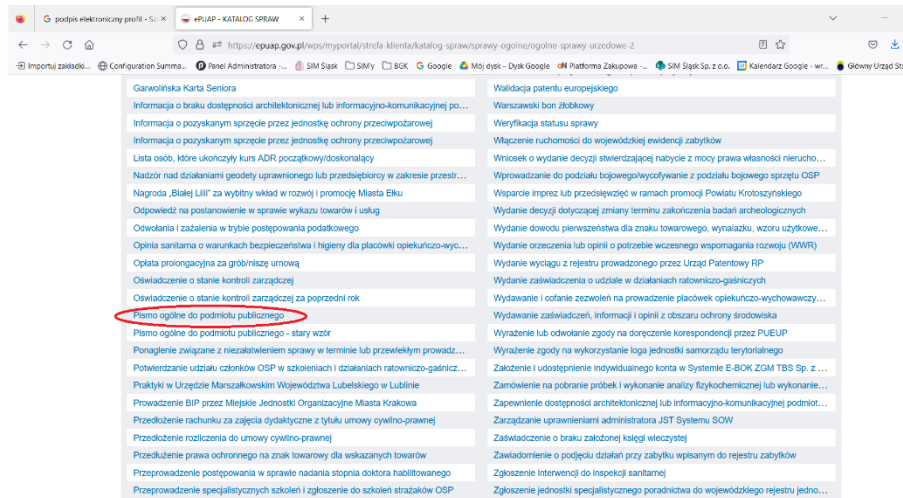 podpis elektroniczny profil - Sz
ePUAP - KATALOG SPRAW
https://epuap.gov.pl/wps/myportal/strefa-klienta/katalog-spraw/sprawy-ogolne/ogolne-sprawy-urzedowe-2
Importuj zakładki... Configuration Summa... Panel Administratora -... SIM Śląsk SIM'y BGK Google Mój dysk – Dysk Google Platforma Zakupowa -... SIM Śląsk Sp. z o.o. Kalendarz Google - wr... Główny Urząd Sta
Garwolińska Karta Seniora
Informacja o braku dostępności architektonicznej lub informacyjno-komunikacyjnej po...
Informacja o pozyskanym sprzęcie przez jednostkę ochrony przeciwpożarowej
Informacja o pozyskanym sprzęcie przez jednostkę ochrony przeciwpożarowej
Lista osób, które ukończyły kurs ADR początkowy/doskonalący
Nadzór nad działaniami geodety uprawnionego lub przedsiębiorcy w zakresie przestr...
Nagroda „Białej Lilii” za wybitny wkład w rozwój i promocję Miasta Ełku
Odpowiedź na postanowienie w sprawie wykazu towarów i usług
Odwołania i zażalenia w trybie postępowania podatkowego
Opinia sanitarna o warunkach bezpieczeństwa i higieny dla placówki opiekuńczo-wyc...
Opłata prolongacyjna za grób/niszę urnową
Oświadczenie o stanie kontroli zarządczej
Oświadczenie o stanie kontroli zarządczej za poprzedni rok
Pismo ogólne do podmiotu publicznego
Pismo ogólne do podmiotu publicznego - stary wzór
Ponaglenie związane z niezałatwieniem sprawy w terminie lub przewlekłym prowadz...
Potwierdzanie udziału członków OSP w szkoleniach i działaniach ratowniczo-gaśnicz...
Praktyki w Urzędzie Marszałkowskim Województwa Lubelskiego w Lublinie
Prowadzenie BIP przez Miejskie Jednostki Organizacyjne Miasta Krakowa
Przedłożenie rachunku za zajęcia dydaktyczne z tytułu umowy cywilno-prawnej
Przedłożenie rozliczenia do umowy cywilno-prawnej
Przedłużenie prawa ochronnego na znak towarowy dla wskazanych towarów
Przeprowadzenie postępowania w sprawie nadania stopnia doktora habilitowanego
Przeprowadzenie specjalistycznych szkoleń i zgłoszenie do szkoleń strażaków OSP
Walidacja patentu europejskiego
Warszawski bon żłobkowy
Weryfikacja statusu sprawy
Włączenie ruchomości do wojewódzkiej ewidencji zabytków
Wniosek o wydanie decyzji stwierdzającej nabycie z mocy prawa własności nierucho...
Wprowadzanie do podziału bojowego/wycofywanie z podziału bojowego sprzętu OSP
Wsparcie imprez lub przedsięwzięć w ramach promocji Powiatu Krotoszyńskiego
Wydanie decyzji dotyczącej zmiany terminu zakończenia badań archeologicznych
Wydanie dowodu pierwszeństwa dla znaku towarowego, wynalazku, wzoru użytkowe...
Wydanie orzeczenia lub opinii o potrzebie wczesnego wspomagania rozwoju (WWR)
Wydanie wyciągu z rejestru prowadzonego przez Urząd Patentowy RP
Wydanie zaświadczenia o udziale w działaniach ratowniczo-gaśniczych
Wydawanie i cofanie zezwoleń na prowadzenie placówek opiekuńczo-wychowawczy...
Wydawanie zaświadczeń, informacji i opinii z obszaru ochrony środowiska
Wyrażenie lub odwołanie zgody na doręczenie korespondencji przez PUEUP
Wyrażenie zgody na wykorzystanie loga jednostki samorządu terytorialnego
Założenie i udostępnienie indywidualnego konta w Systemie E-BOK ZGM TBS Sp. z ...
Zamówienie na pobranie próbek i wykonanie analizy fizykochemicznej lub wykonanie...
Zapewnienie dostępności architektonicznej lub informacyjno-komunikacyjnej podmiot...
Zarządzanie uprawnieniami administratora JST Systemu SOW
Zaświadczenie o braku założonej księgi wieczystej
Zawiadomienie o podjęciu działań przy zabytku wpisanym do rejestru zabytków
Zgłoszenie interwencji do inspekcji sanitarnej
Zgłoszenie jednostki specjalistycznego poradnictwa do wojewódzkiego rejestru jedno...